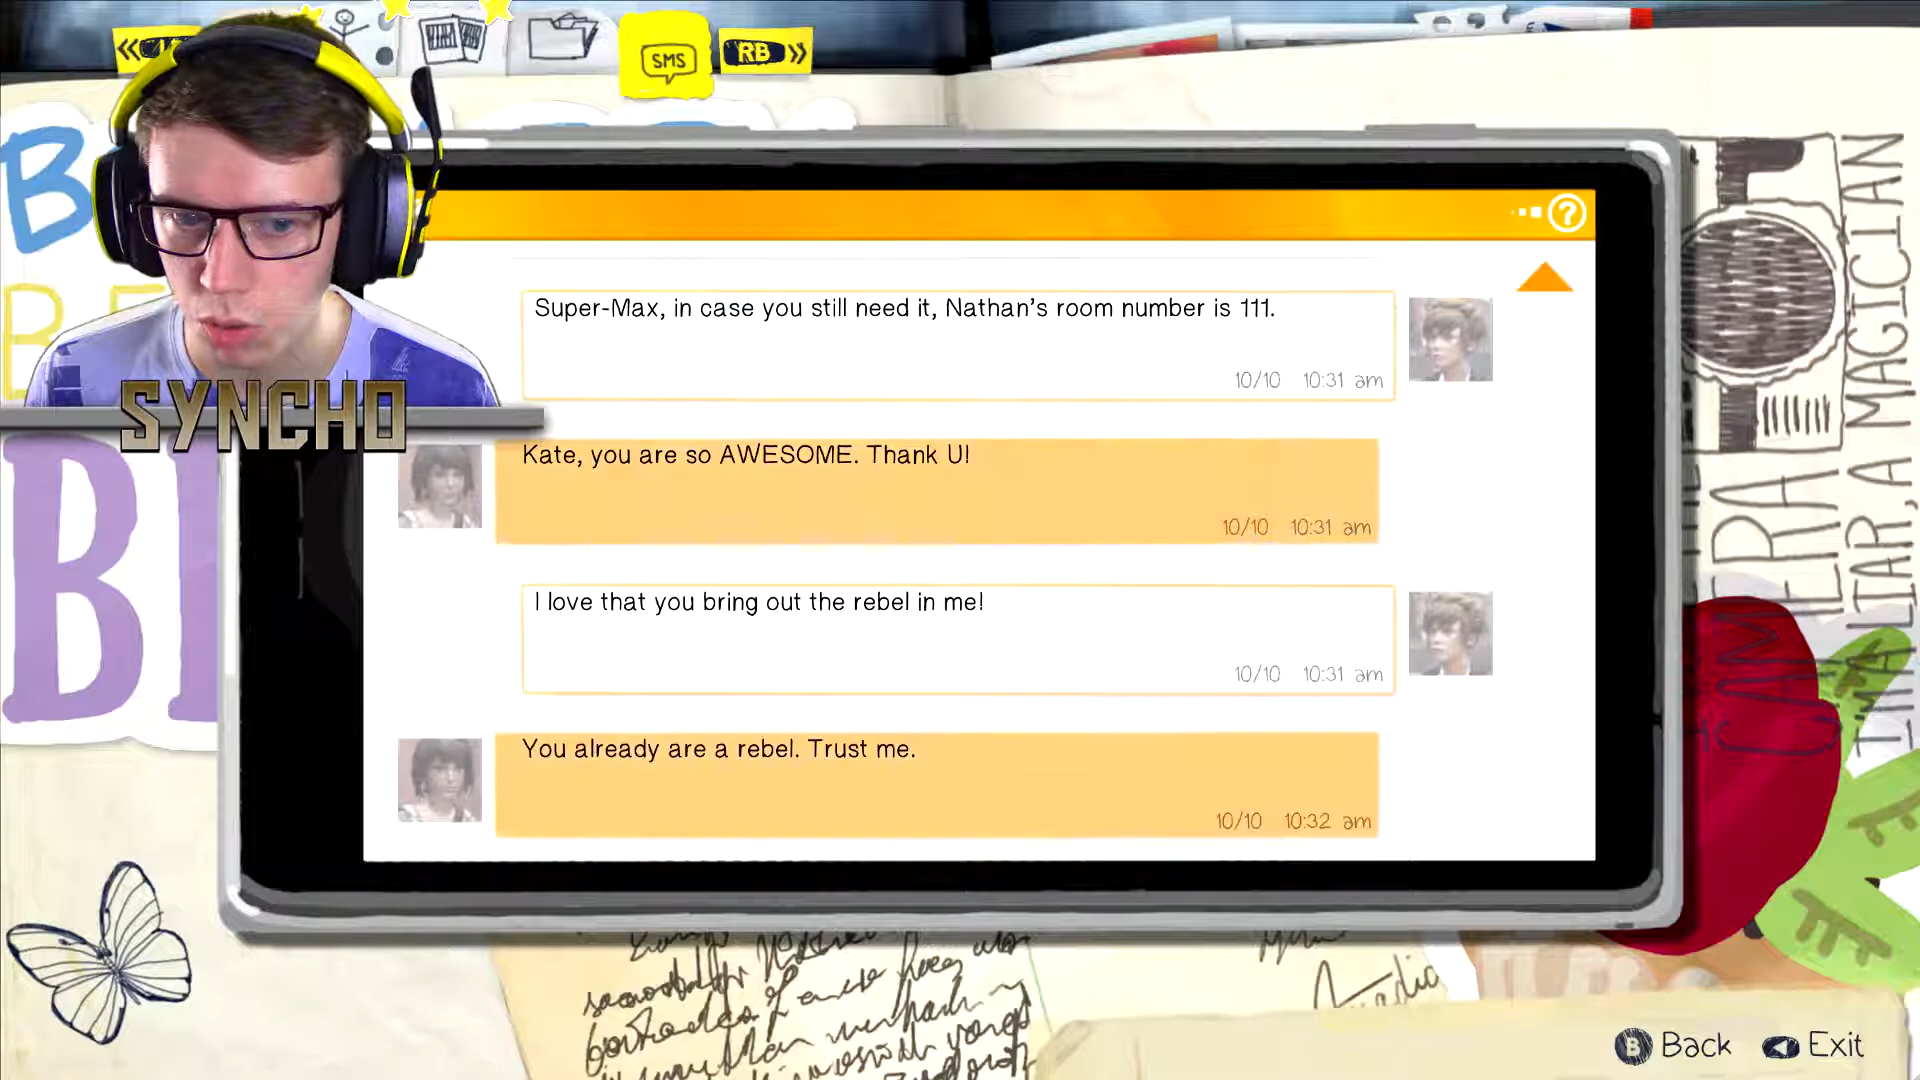 SMS
RB
SYNCHO
Super-Max, in case you still need it, Nathan's room number is 111.
10/10 10:31 am
Kate, you are so AWESOME. Thank U!
10/10 10:31 am
I love that you bring out the rebel in me!
10/10 10:31 am
You already are a rebel. Trust me.
10/10 10:32 am
LIAR, A MAGICIAN
B Back
Exit